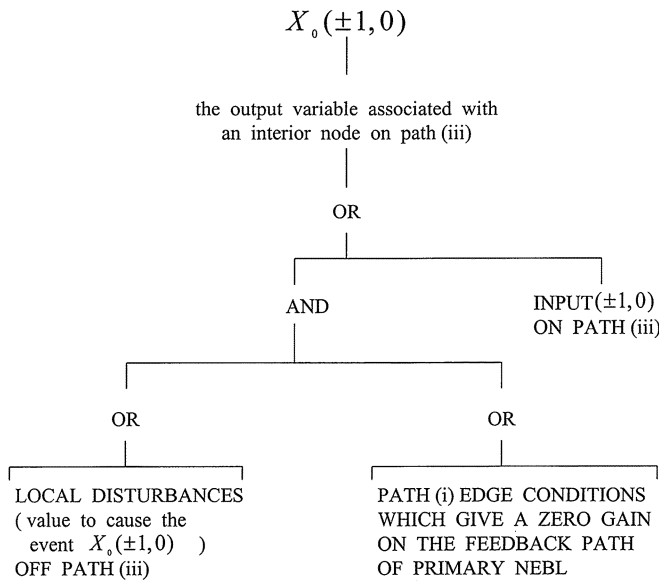 X₀(±1,0)
the output variable associated with
an interior node on path (iii)
OR
AND
INPUT(±1,0)
ON PATH (iii)
OR
OR
LOCAL DISTURBANCES
( value to cause the
event X₀(±1,0) )
OFF PATH (iii)
PATH (i) EDGE CONDITIONS
WHICH GIVE A ZERO GAIN
ON THE FEEDBACK PATH
OF PRIMARY NEBL